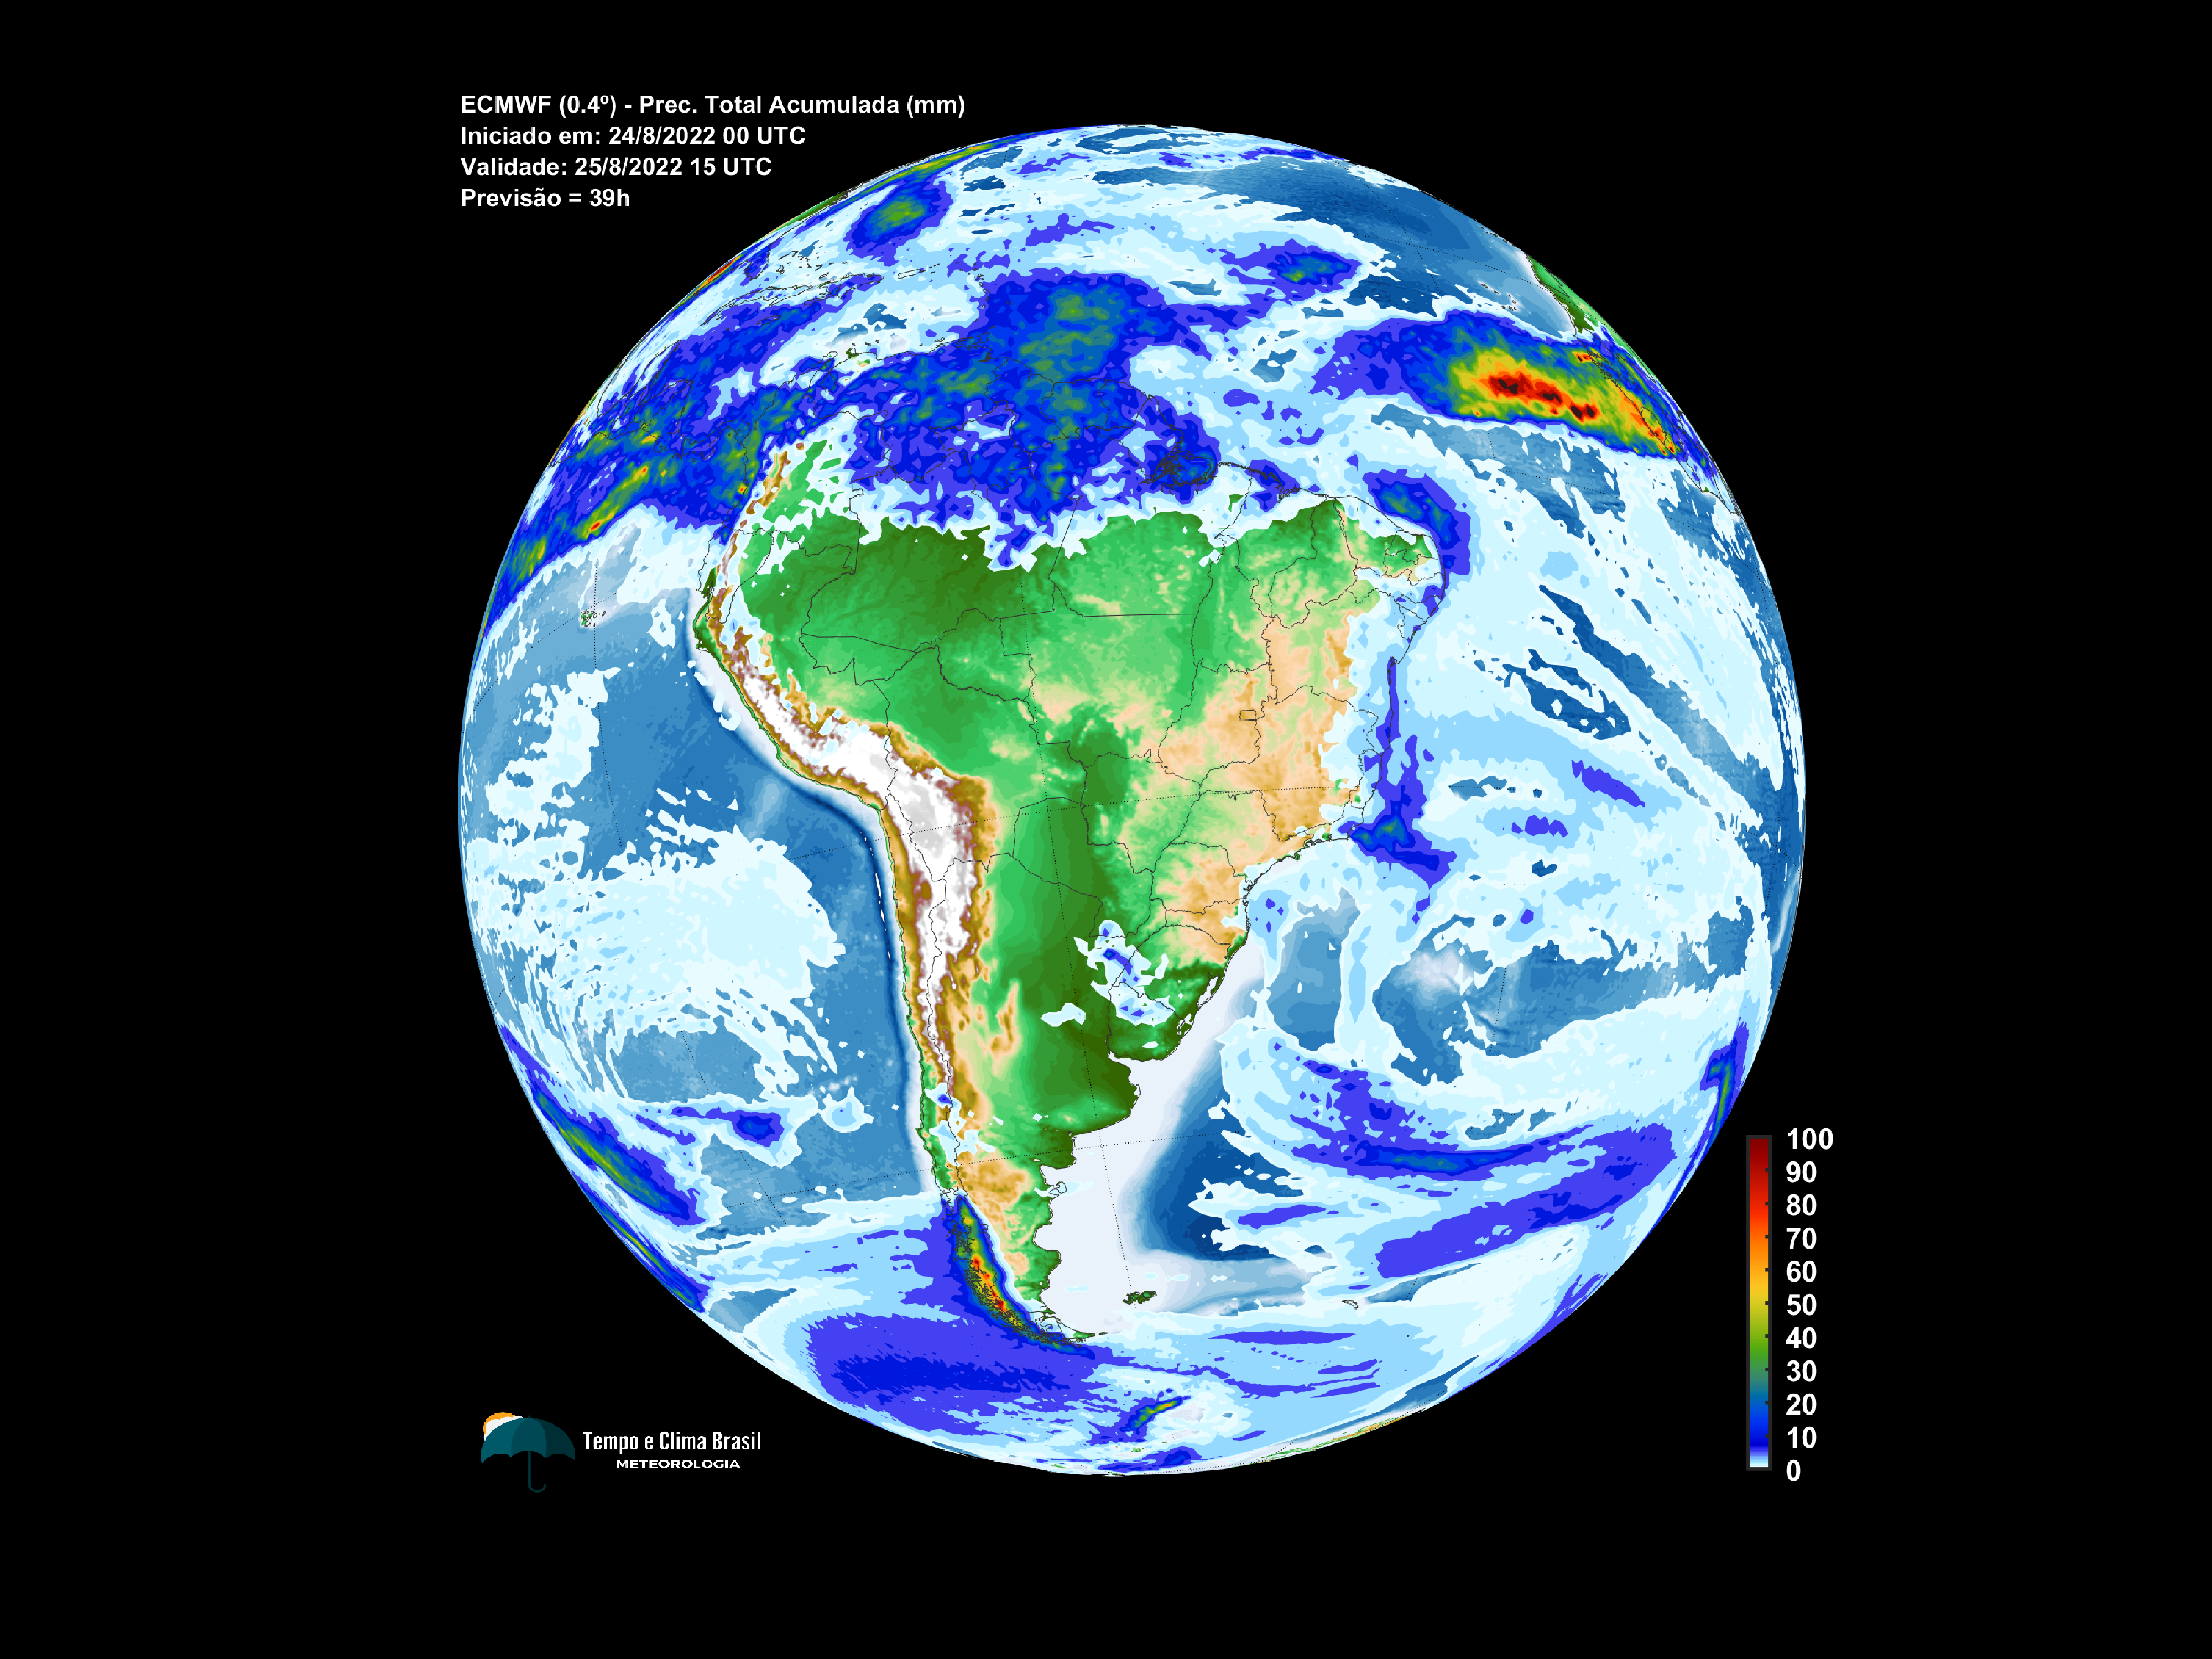 ECMWF (0.4º) - Prec. Total Acumulada (mm)
Iniciado em: 24/8/2022 00 UTC
Validade: 25/8/2022 15 UTC
Previsão = 39h
100
90
80
70
60
50
40
30
20
10
0
Tempo e Clima Brasil
METEOROLOGIA